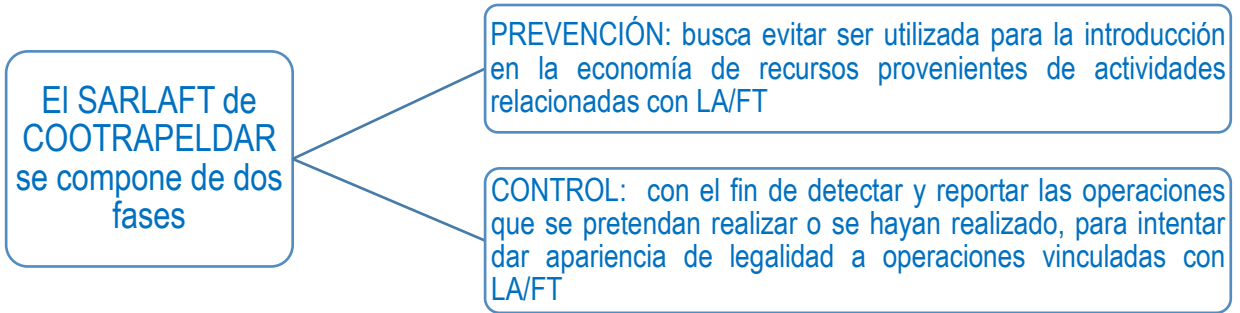 El SARLAFT de
COOTRAPELDAR
se compone de dos
fases
PREVENCIÓN: busca evitar ser utilizada para la introducción
en la economía de recursos provenientes de actividades
relacionadas con LA/FT
CONTROL: con el fin de detectar y reportar las operaciones
que se pretendan realizar o se hayan realizado, para intentar
dar apariencia de legalidad a operaciones vinculadas con
LA/FT